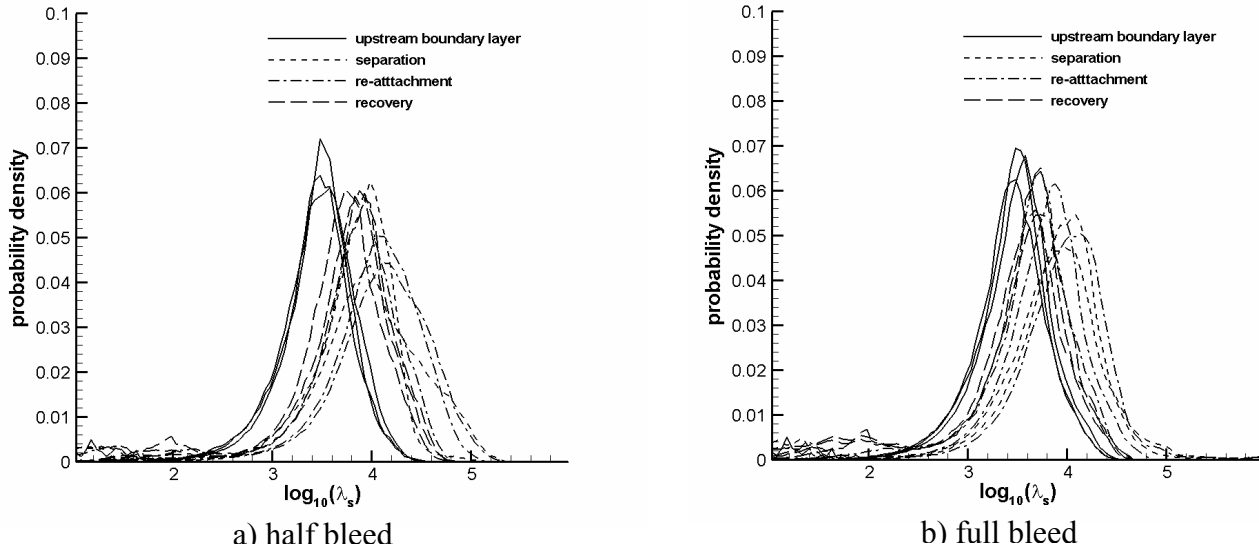 0.1
0.09
0.08
0.07
0.06
0.05
0.04
0.03
0.02
0.01
0
probability density
upstream boundary layer
separation
re-atttachment
recovery
2 3 4 5
log₁₀(λₛ)
a) half bleed
0.1
0.09
0.08
0.07
0.06
0.05
0.04
0.03
0.02
0.01
0
probability density
upstream boundary layer
separation
re-atttachment
recovery
2 3 4 5
log₁₀(λₛ)
b) full bleed